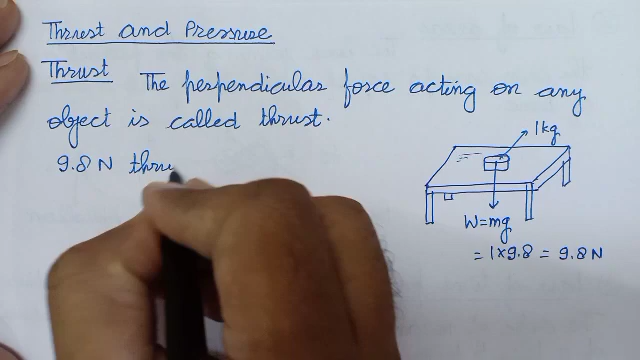 Thrust and Pressure
Thrust The perpendicular force acting on any
object is called thrust.
9.8 N thru
1kg
W=mg
= 1×9.8 = 9.8 N